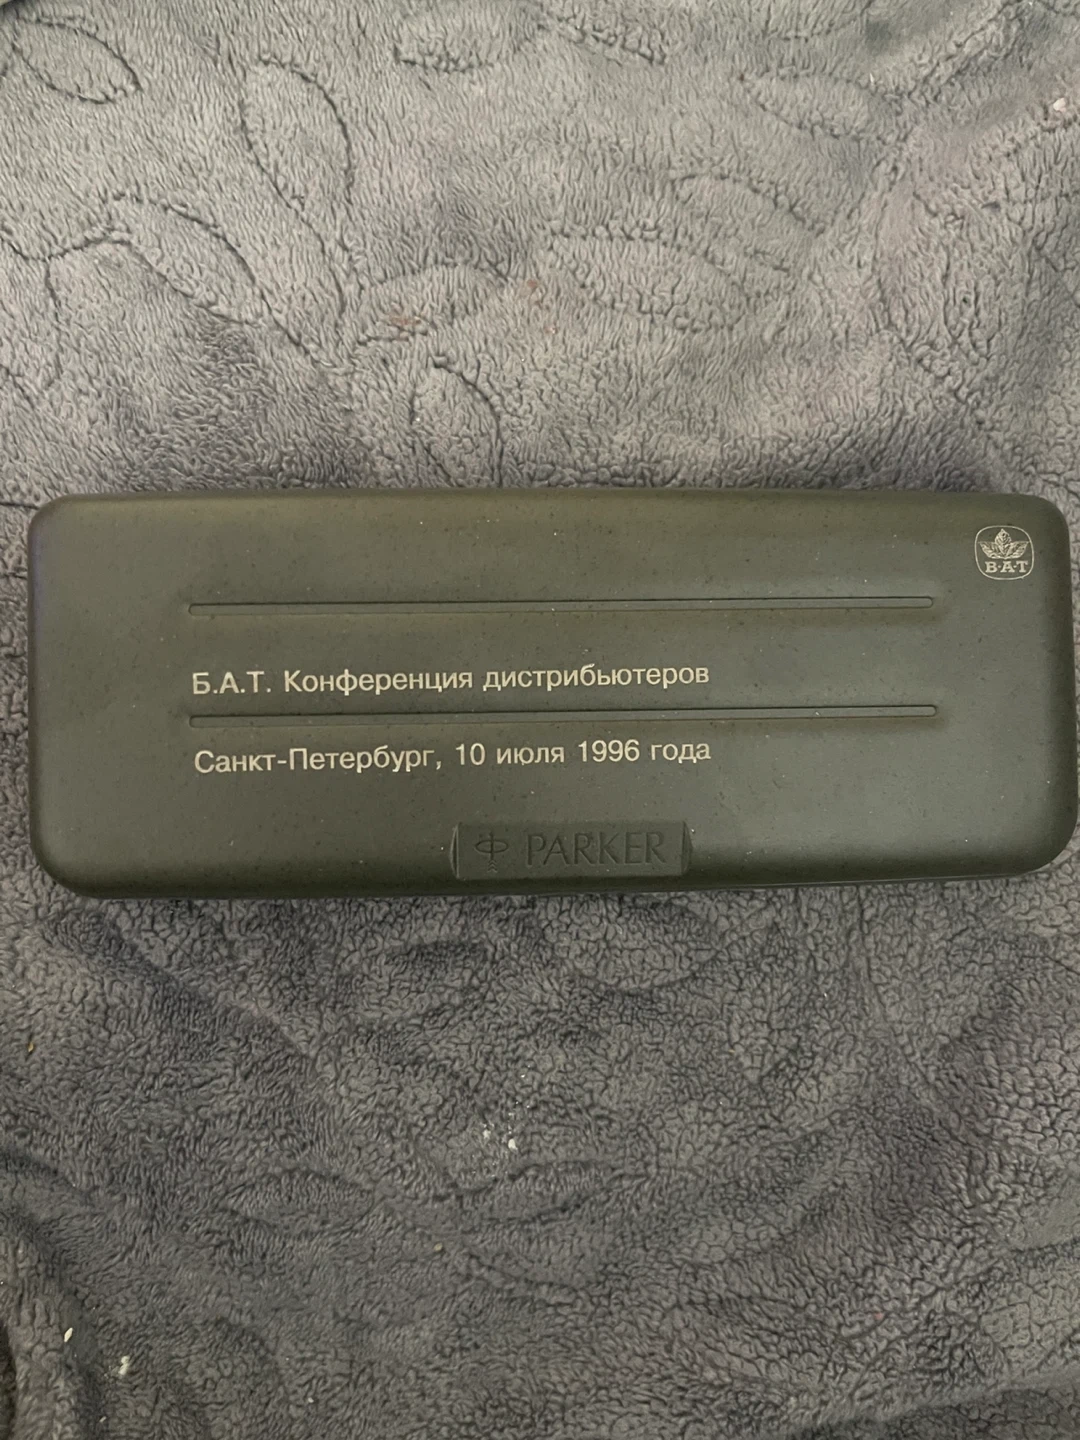 B·A·T
Б.А.Т. Конференция дистрибьютеров
Санкт-Петербург, 10 июля 1996 года
PARKER